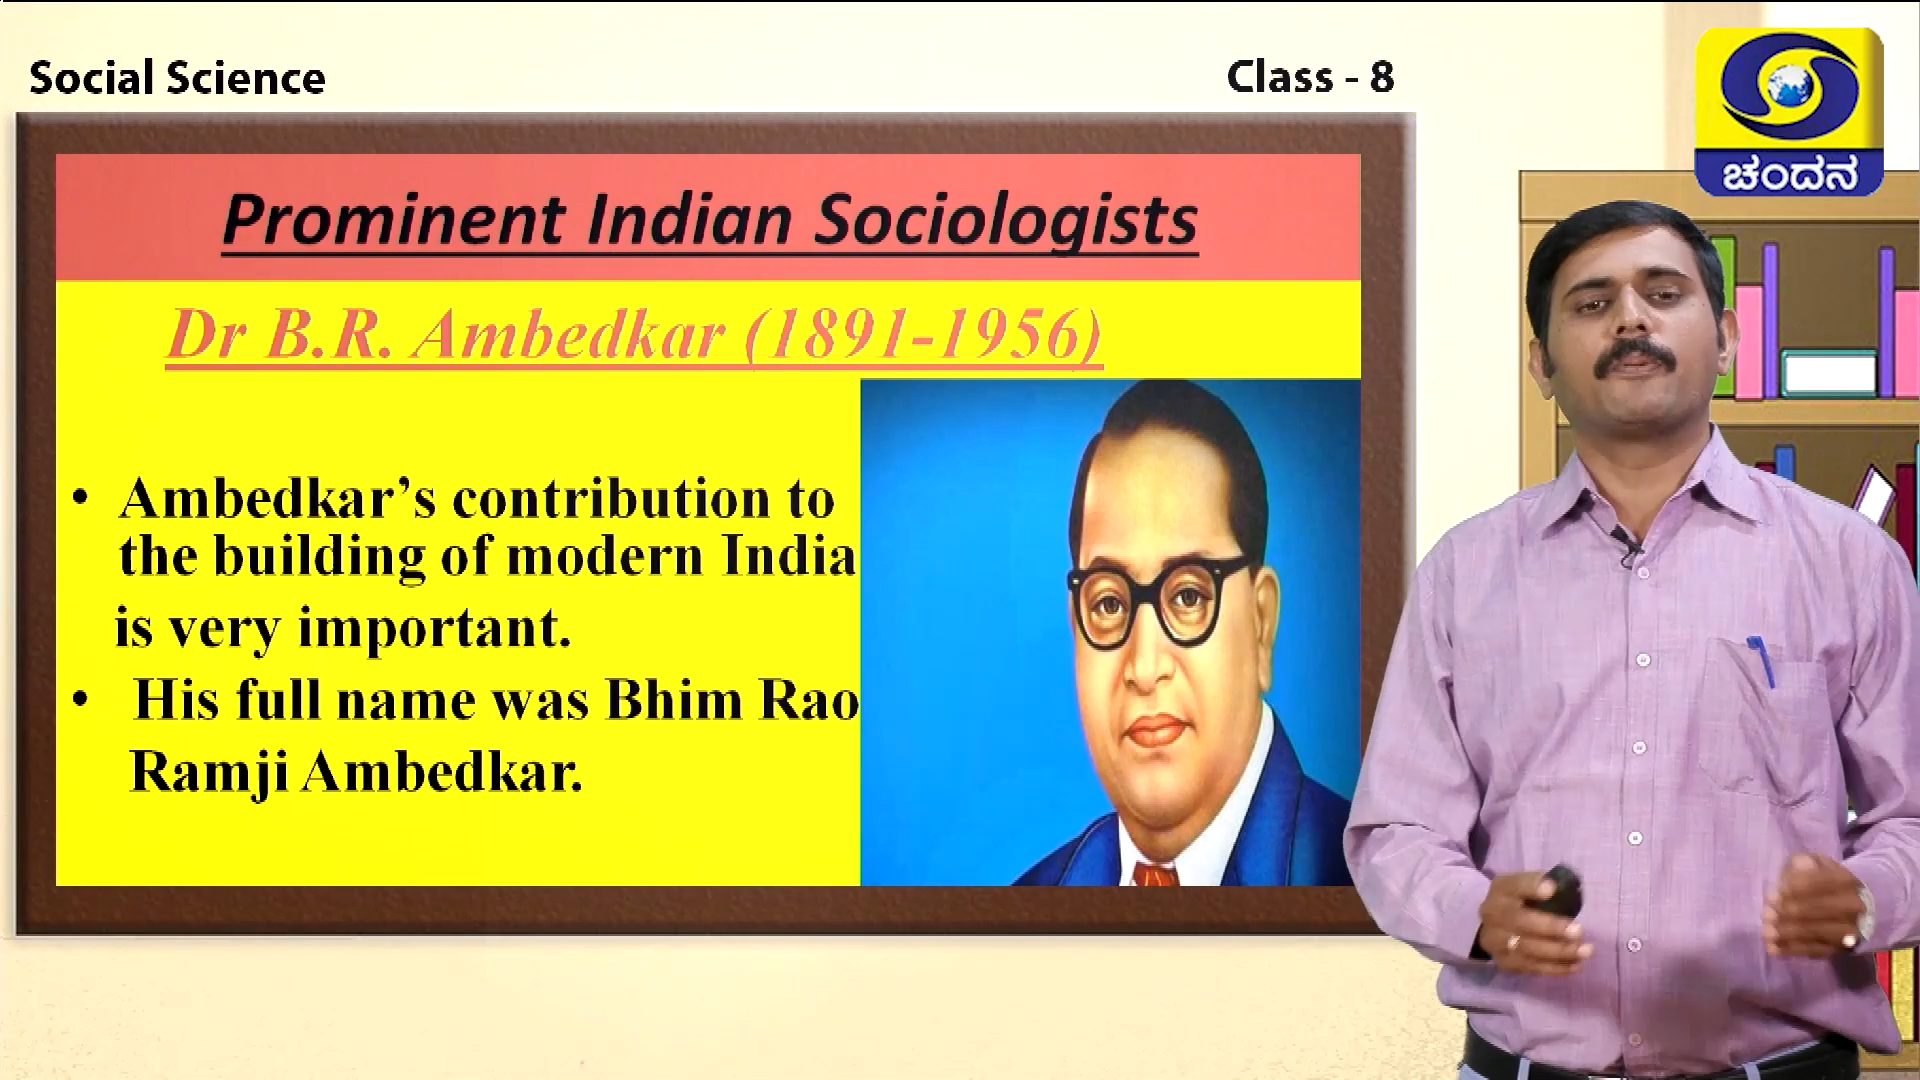 Social Science
Class - 8
ಚಂದನ
Prominent Indian Sociologists
Dr B.R. Ambedkar (1891-1956)
• Ambedkar’s contribution to
the building of modern India
is very important.
• His full name was Bhim Rao
Ramji Ambedkar.